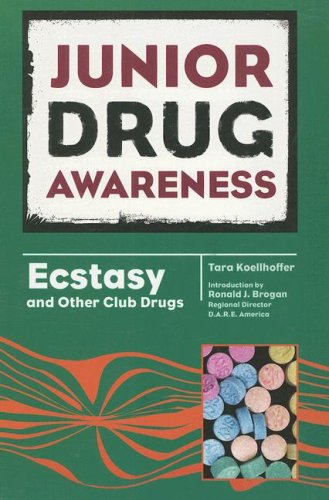 JUNIOR
DRUG
AWARENESS
Ecstasy
and Other Club Drugs
Tara Koellhoffer
Introduction by
Ronald J. Brogan
Regional Director
D.A.R.E. America